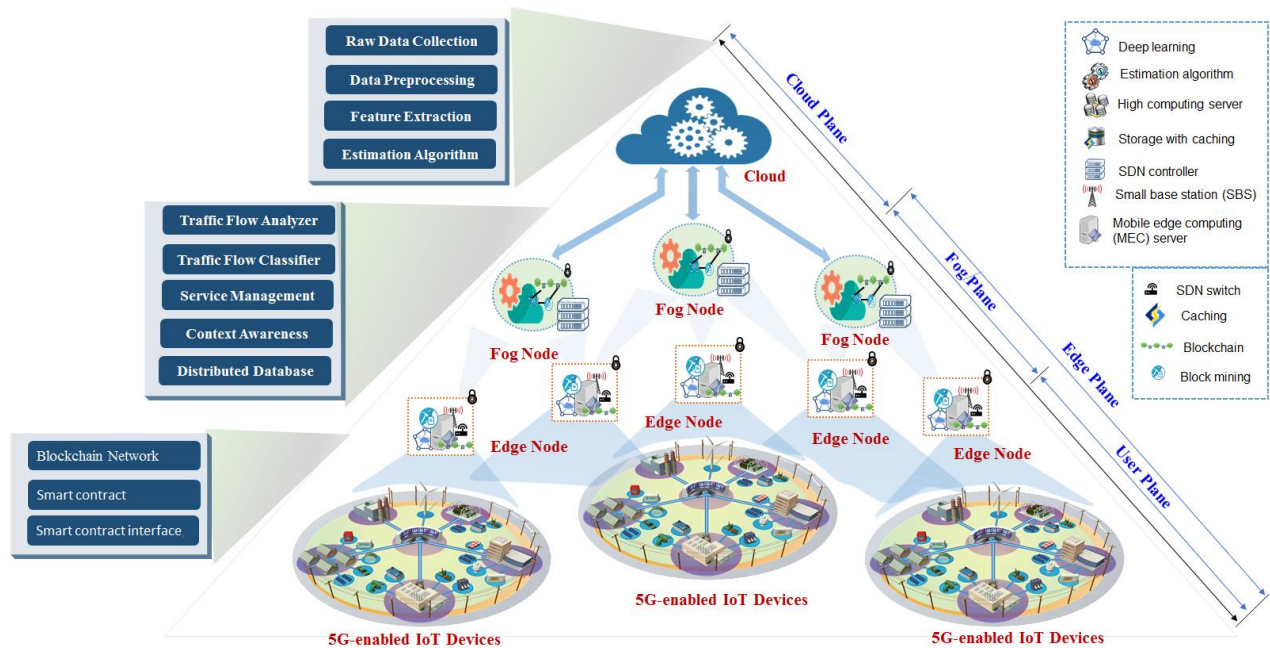 Raw Data Collection
Data Preprocessing
Feature Extraction
Estimation Algorithm
Traffic Flow Analyzer
Traffic Flow Classifier
Service Management
Context Awareness
Distributed Database
Blockchain Network
Smart contract
Smart contract interface
Cloud
Fog Node
Fog Node
Fog Node
Edge Node
Edge Node
Edge Node
Edge Node
5G-enabled IoT Devices
5G-enabled IoT Devices
5G-enabled IoT Devices
Cloud Plane
Fog Plane
Edge Plane
User Plane
Deep learning
Estimation algorithm
High computing server
Storage with caching
SDN controller
Small base station (SBS)
Mobile edge computing
(MEC) server
SDN switch
Caching
Blockchain
Block mining